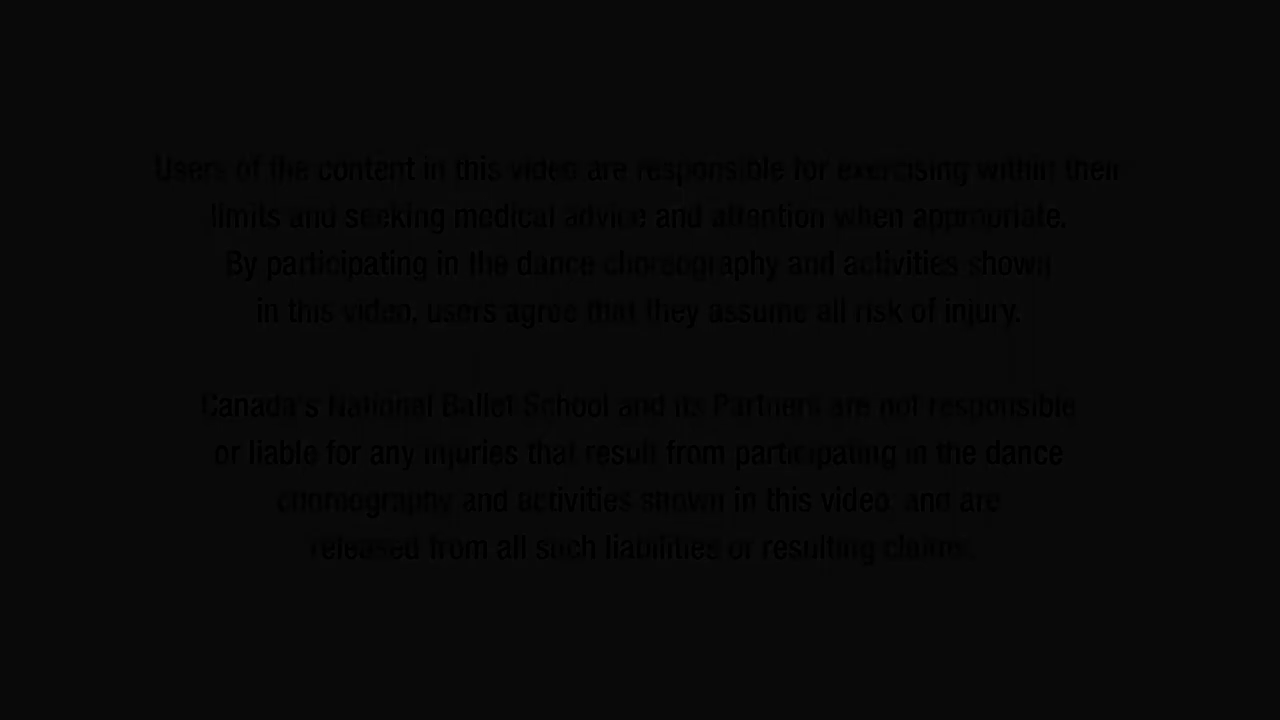 Users of the content in this video are responsible for exercising within their
limits and seeking medical advice and attention when appropriate.
By participating in the dance choreography and activities shown
in this video, users agree that they assume all risk of injury.
Canada's National Ballet School and its Partners are not responsible
or liable for any injuries that result from participating in the dance
choreography and activities shown in this video, and are
released from all such liabilities or resulting claims.